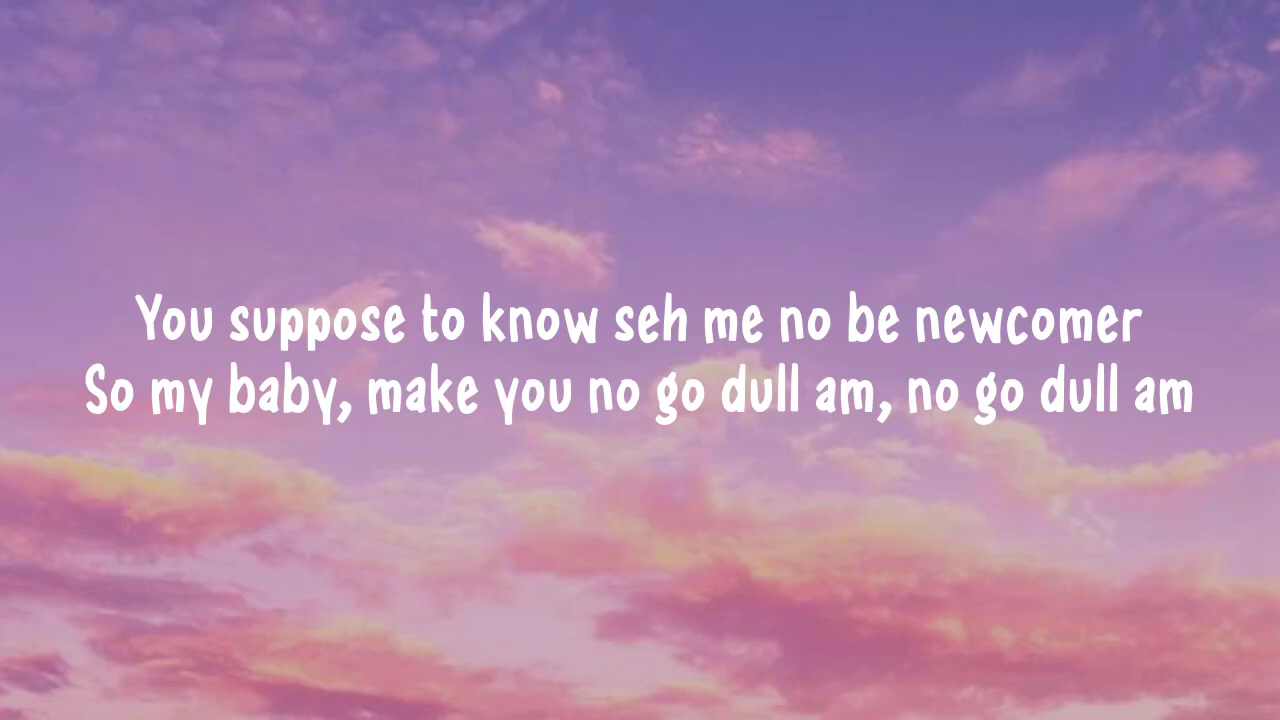 You suppose to know seh me no be newcomer
So my baby, make you no go dull am, no go dull am